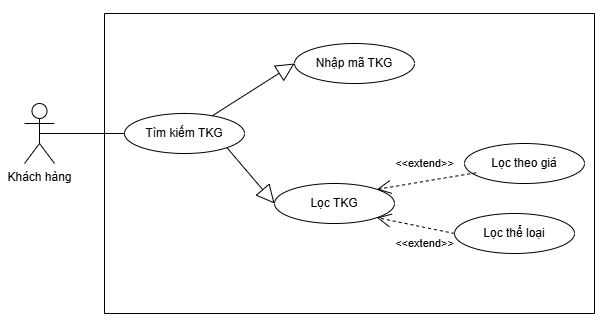 Nhập mã TKG
Tìm kiếm TKG
Khách hàng
<<extend>>
Lọc theo giá
Lọc TKG
Lọc thể loại
<<extend>>